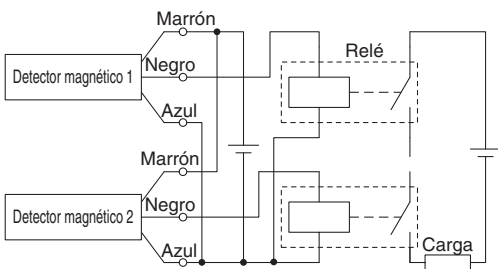 Marrón
Relé
Detector magnético 1
Negro
Azul
Marrón
Detector magnético 2
Negro
Azul
Carga